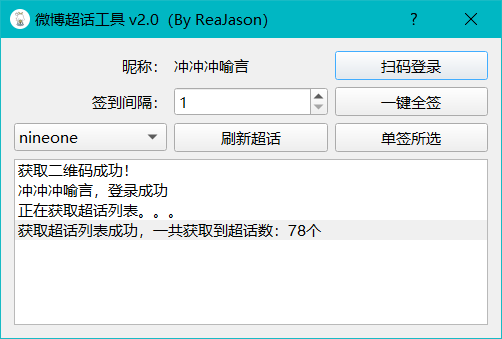 微博超话工具 v2.0（By ReaJason） ?
昵称： 冲冲冲喻言 扫码登录
签到间隔： 1 一键全签
nineone 刷新超话 单签所选
获取二维码成功！
冲冲冲喻言，登录成功
正在获取超话列表。。。
获取超话列表成功，一共获取到超话数：78个